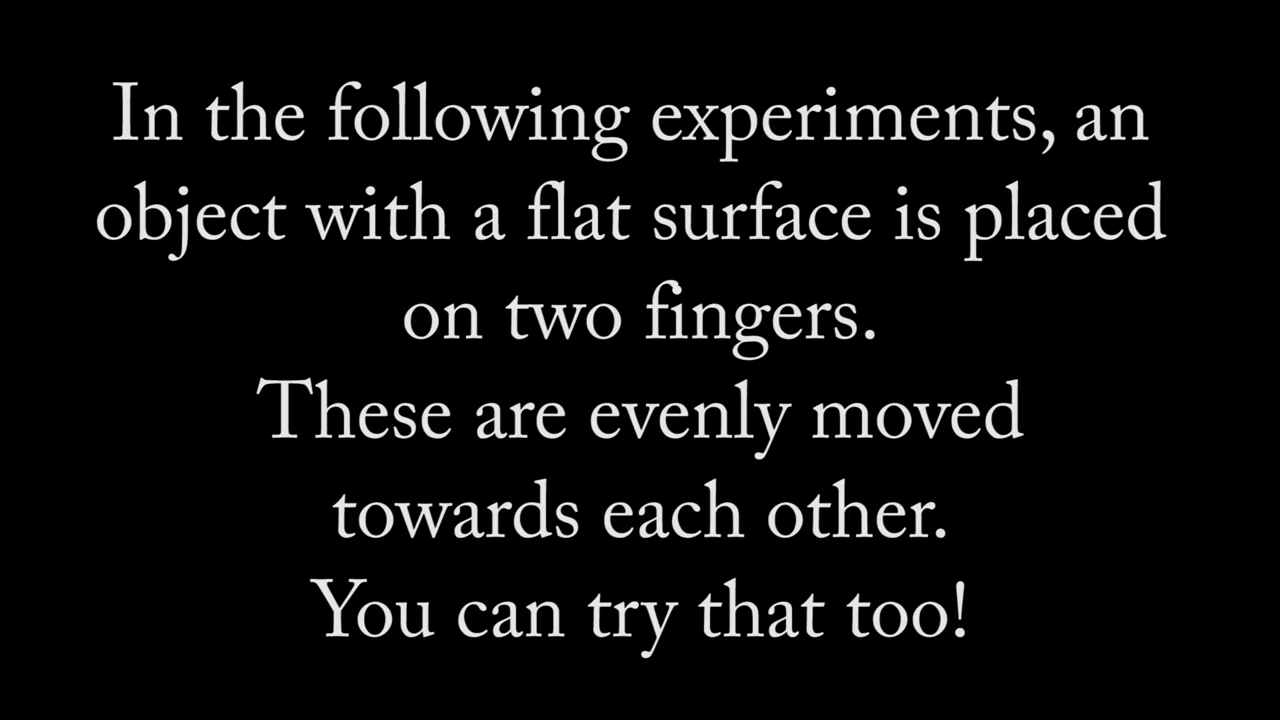 In the following experiments, an
object with a flat surface is placed
on two fingers.
These are evenly moved
towards each other.
You can try that too!